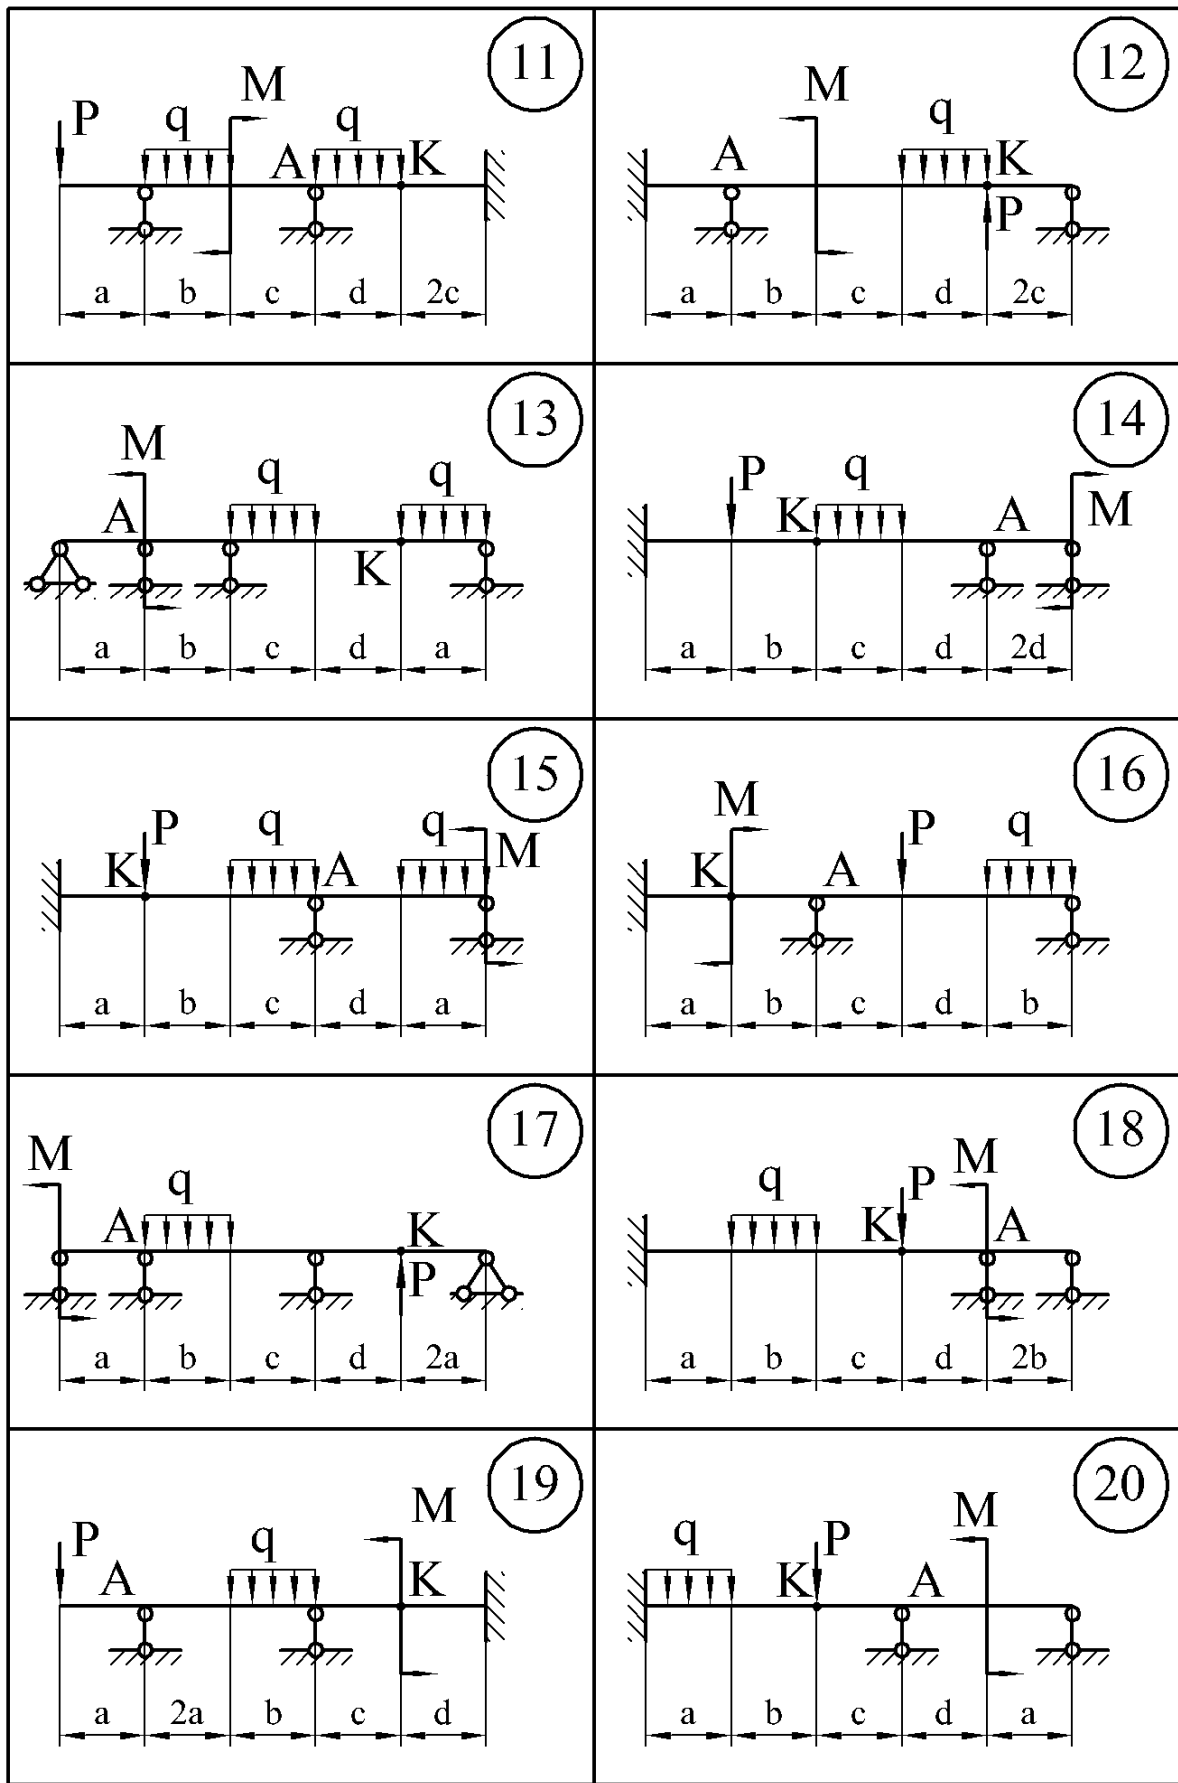 11
M
P q q
A K
a b c d 2c
12
M
q
A K
P
a b c d 2c
13
M
q q
A
K
a b c d a
14
P q
K A M
a b c d 2d
15
P q q
M
K A
a b c d a
16
M
P q
K A
a b c d b
17
M
q
A K
P
a b c d 2a
18
M
q P
K A
a b c d 2b
19
M
P q
A K
a 2a b c d
20
M
q P
K A
a b c d a